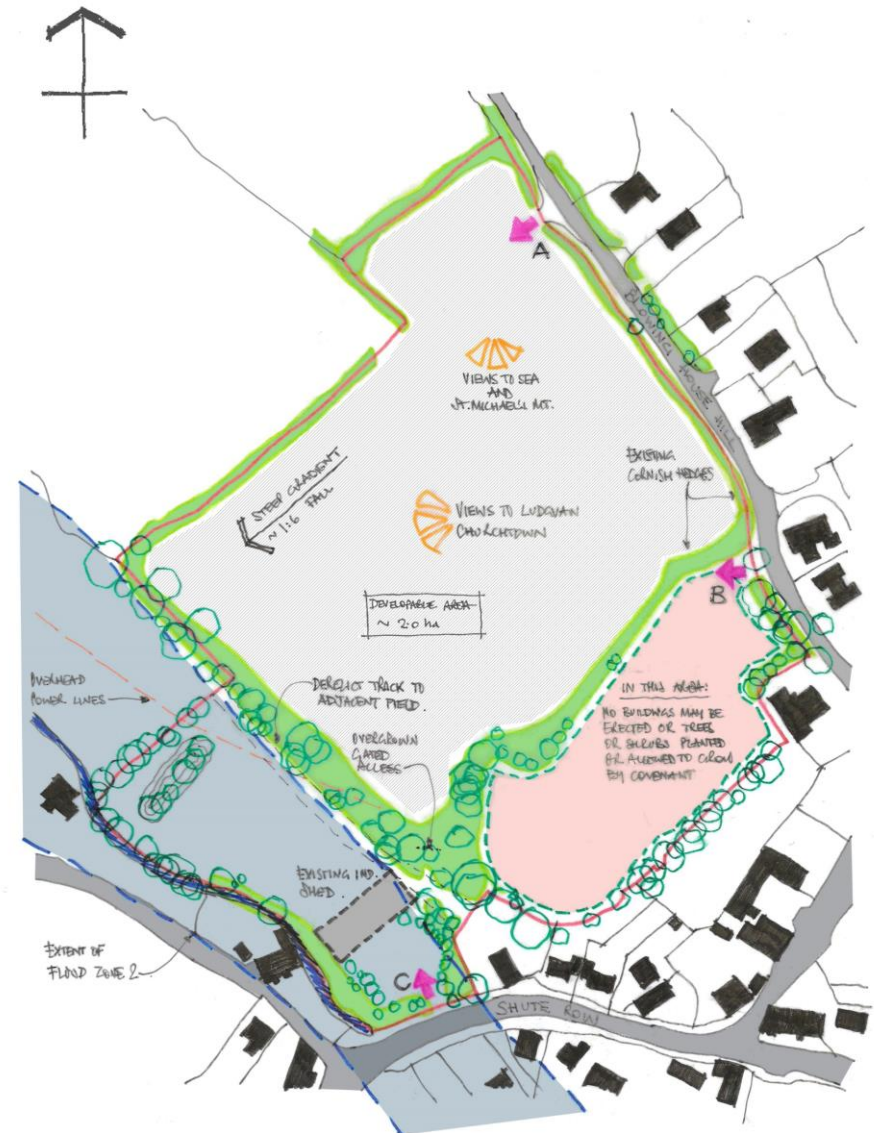 A
BLOWING HOUSE HILL
VIEWS TO SEA
AND
ST. MICHAEL'S MT.
EXISTING
CORNISH HEDGES
STEEP GRADIENT
~ 1:6 FALL
VIEWS TO LUDGVAN
CHURCHTOWN
B
DEVELOPABLE AREA
~ 2.0 ha
OVERHEAD
POWER LINES
DERELICT TRACK TO
ADJACENT FIELD.
OVERGROWN
GATED
ACCESS
IN THIS AREA:
NO BUILDINGS MAY BE
ERECTED OR TREES
OR SHRUBS PLANTED
OR ALLOWED TO GROW
BY COVENANT
EXISTING IND.
SHED.
EXTENT OF
FLOOD ZONE 2
C
SHUTE ROW